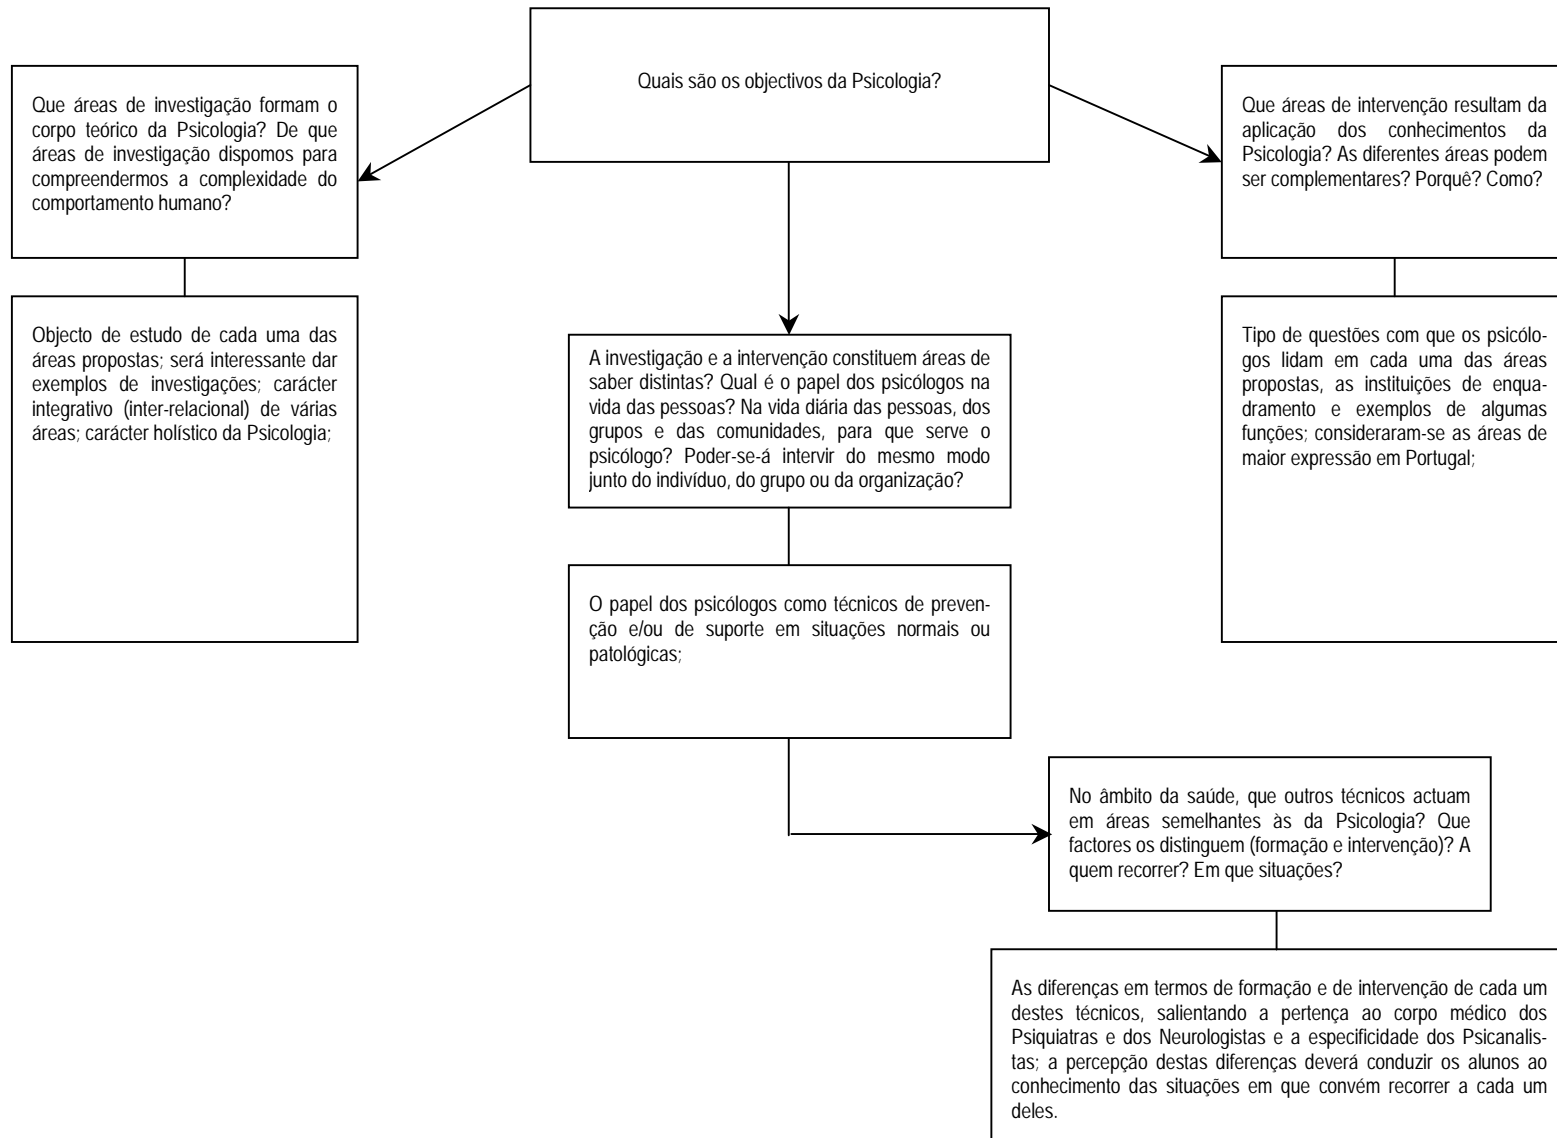 Quais são os objectivos da Psicologia?
Que áreas de investigação formam o
corpo teórico da Psicologia? De que
áreas de investigação dispomos para
compreendermos a complexidade do
comportamento humano?
Que áreas de intervenção resultam da
aplicação dos conhecimentos da
Psicologia? As diferentes áreas podem
ser complementares? Porquê? Como?
Objecto de estudo de cada uma das
áreas propostas; será interessante dar
exemplos de investigações; carácter
integrativo (inter-relacional) de várias
áreas; carácter holístico da Psicologia;
A investigação e a intervenção constituem áreas de
saber distintas? Qual é o papel dos psicólogos na
vida das pessoas? Na vida diária das pessoas, dos
grupos e das comunidades, para que serve o
psicólogo? Poder-se-á intervir do mesmo modo
junto do indivíduo, do grupo ou da organização?
Tipo de questões com que os psicólo-
gos lidam em cada uma das áreas
propostas, as instituições de enqua-
dramento e exemplos de algumas
funções; consideraram-se as áreas de
maior expressão em Portugal;
O papel dos psicólogos como técnicos de preven-
ção e/ou de suporte em situações normais ou
patológicas;
No âmbito da saúde, que outros técnicos actuam
em áreas semelhantes às da Psicologia? Que
factores os distinguem (formação e intervenção)? A
quem recorrer? Em que situações?
As diferenças em termos de formação e de intervenção de cada um
destes técnicos, salientando a pertença ao corpo médico dos
Psiquiatras e dos Neurologistas e a especificidade dos Psicanalis-
tas; a percepção destas diferenças deverá conduzir os alunos ao
conhecimento das situações em que convém recorrer a cada um
deles.